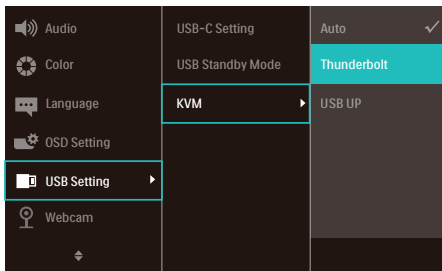 Audio
Color
Language
OSD Setting
USB Setting
Webcam
USB-C Setting
USB Standby Mode
KVM
Auto
Thunderbolt
USB UP